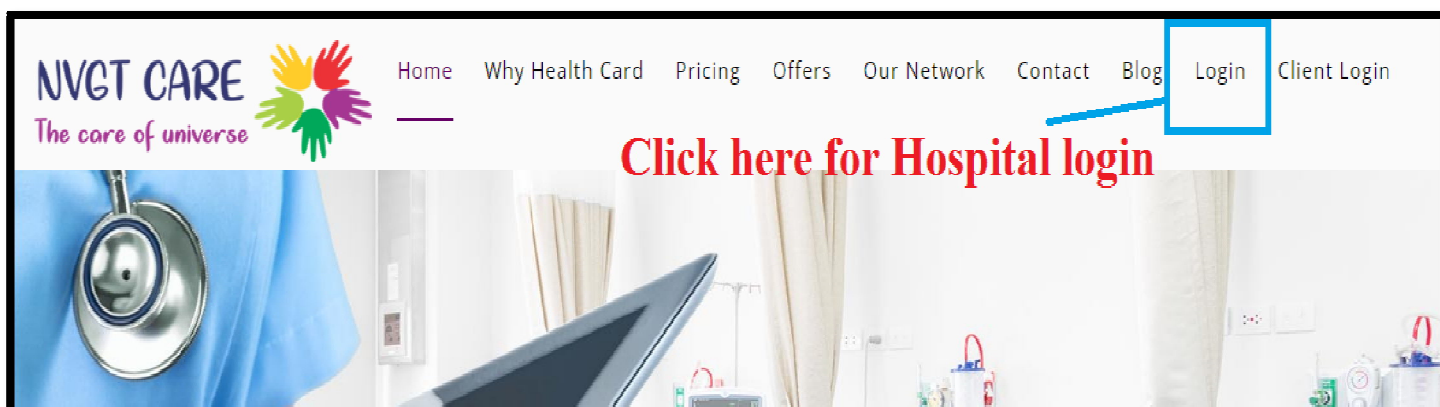 NVGT CARE
The care of universe
Home Why Health Card Pricing Offers Our Network Contact Blog Login Client Login
Click here for Hospital login